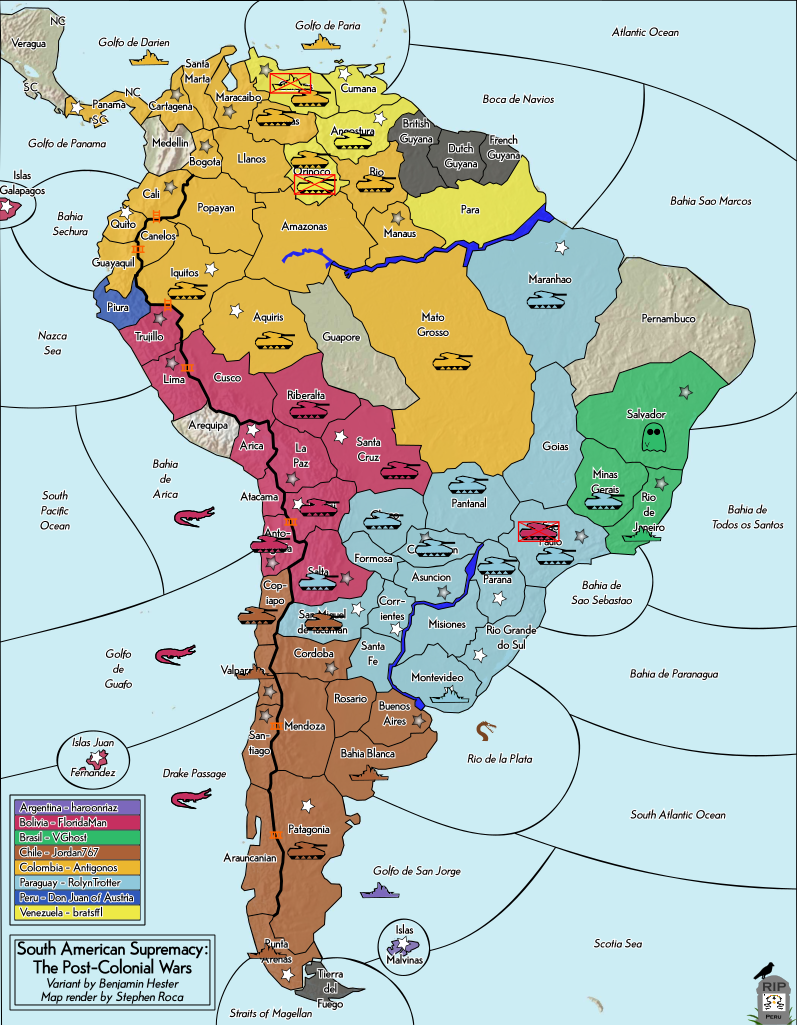 NC
Golfo de Paria
Veragua
Golfo de Darien
Atlantic Ocean
Santa
Marta
SC
NC
Panama
SC
Cartagena
Maracaibo
Cumana
Boca de Navios
Golfo de Panama
Medellin
Bogota
Llanos
Angostura
British
Guyana
Dutch
Guyana
French
Guyana
Islas
Galapagos
Orinoco
Rio
Cali
Popayan
Para
Bahia Sao Marcos
Bahia
Sechura
Quito
Canelos
Amazonas
Manaus
Guayaquil
Iquitos
Maranhao
Piura
Aquiris
Guapore
Mato
Grosso
Pernambuco
Nazca
Sea
Trujillo
Lima
Cusco
Riberalta
Salvador
V
Arequipa
Arica
La
Paz
Santa
Cruz
Goias
Bahia
de
Arica
Minas
Gerais
Rio
de
Janeiro
South
Pacific
Ocean
Atacama
Pantanal
Bahia de
Todos os Santos
Anto-
Paulo
Formosa
Salta
Asuncion
Parana
Cop-
iapo
Bahia de
Sao Sebastao
San Miguel
de Tucuman
Corr-
ientes
Misiones
Rio Grande
do Sul
Golfo
de
Guafo
Cordoba
Santa
Fe
Montevideo
Bahia de Paranagua
Rosario
Buenos
Aires
San-
tiago
Mendoza
Bahia Blanca
Rio de la Plata
Islas Juan
Fernandez
Drake Passage
South Atlantic Ocean
Argentina - haroonriaz
Bolivia - FloridaMan
Brasil - VGhost
Chile - Jordan767
Colombia - Antigonos
Paraguay - RolynTrotter
Peru - Don Juan of Austria
Venezuela - bratsffl
Patagonia
Araucanian
Golfo de San Jorge
Islas
Malvinas
Scotia Sea
South American Supremacy:
The Post-Colonial Wars
Variant by Benjamin Hester
Map render by Stephen Roca
Punta
Arenas
Tierra
del
Fuego
Straits of Magellan
RIP
PERU